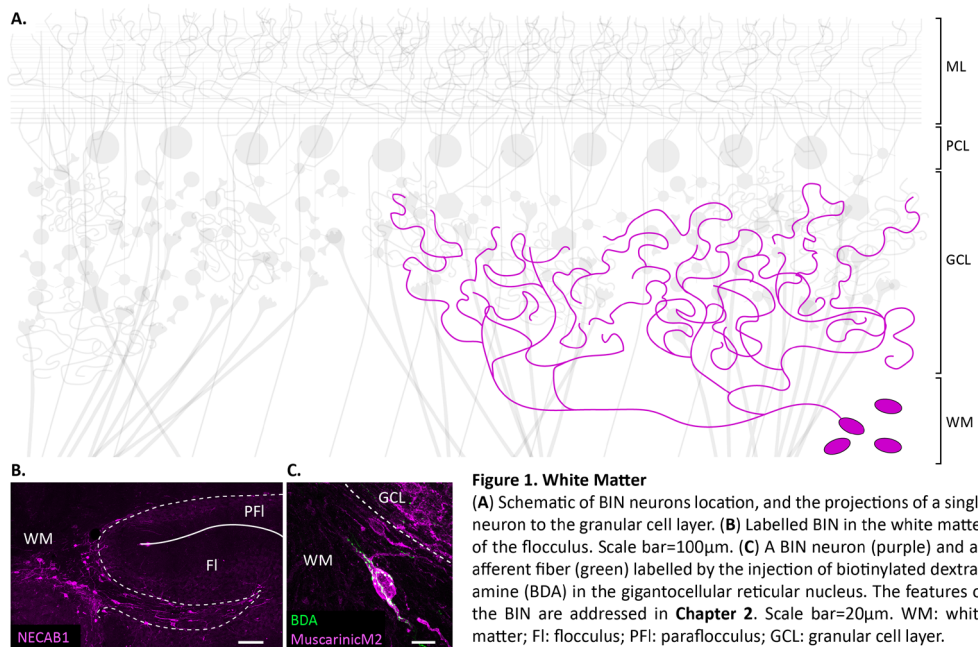 A.
ML
PCL
GCL
WM
B.
PFl
WM
Fl
NECAB1
C.
GCL
WM
BDA
MuscarinicM2
Figure 1. White Matter
(A) Schematic of BIN neurons location, and the projections of a singl
neuron to the granular cell layer. (B) Labelled BIN in the white matte
of the flocculus. Scale bar=100μm. (C) A BIN neuron (purple) and a
afferent fiber (green) labelled by the injection of biotinylated dextra
amine (BDA) in the gigantocellular reticular nucleus. The features o
the BIN are addressed in Chapter 2. Scale bar=20μm. WM: whit
matter; Fl: flocculus; PFl: paraflocculus; GCL: granular cell layer.